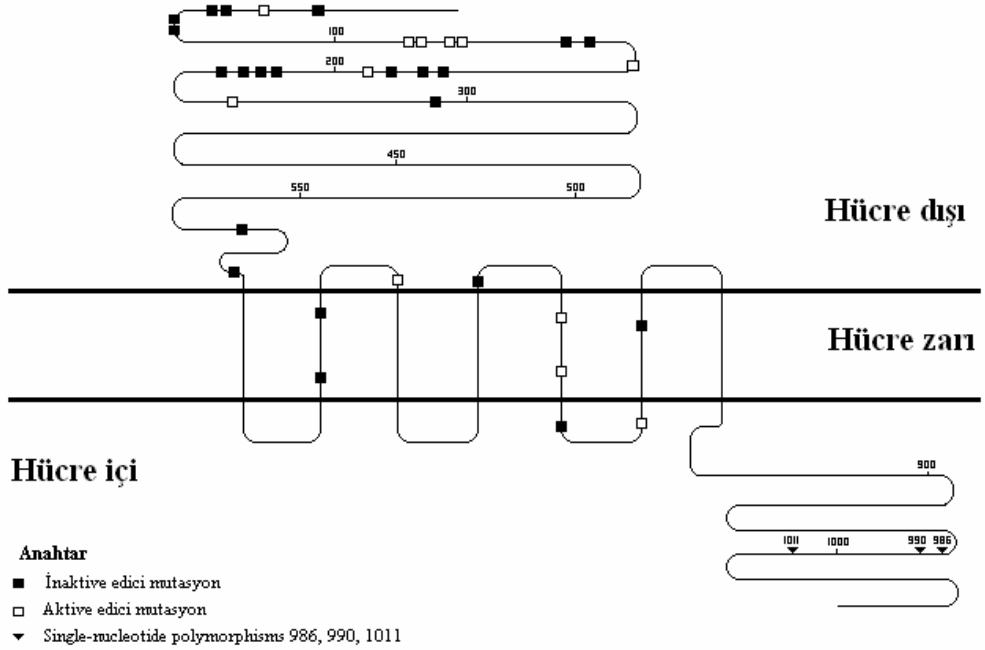 100
200
300
450
550 500
Hücre dışı
Hücre zarı
Hücre içi
900
1011 1000 990 986
Anahtar
İnaktive edici mutasyon
Aktive edici mutasyon
Single-nucleotide polymorphisms 986, 990, 1011